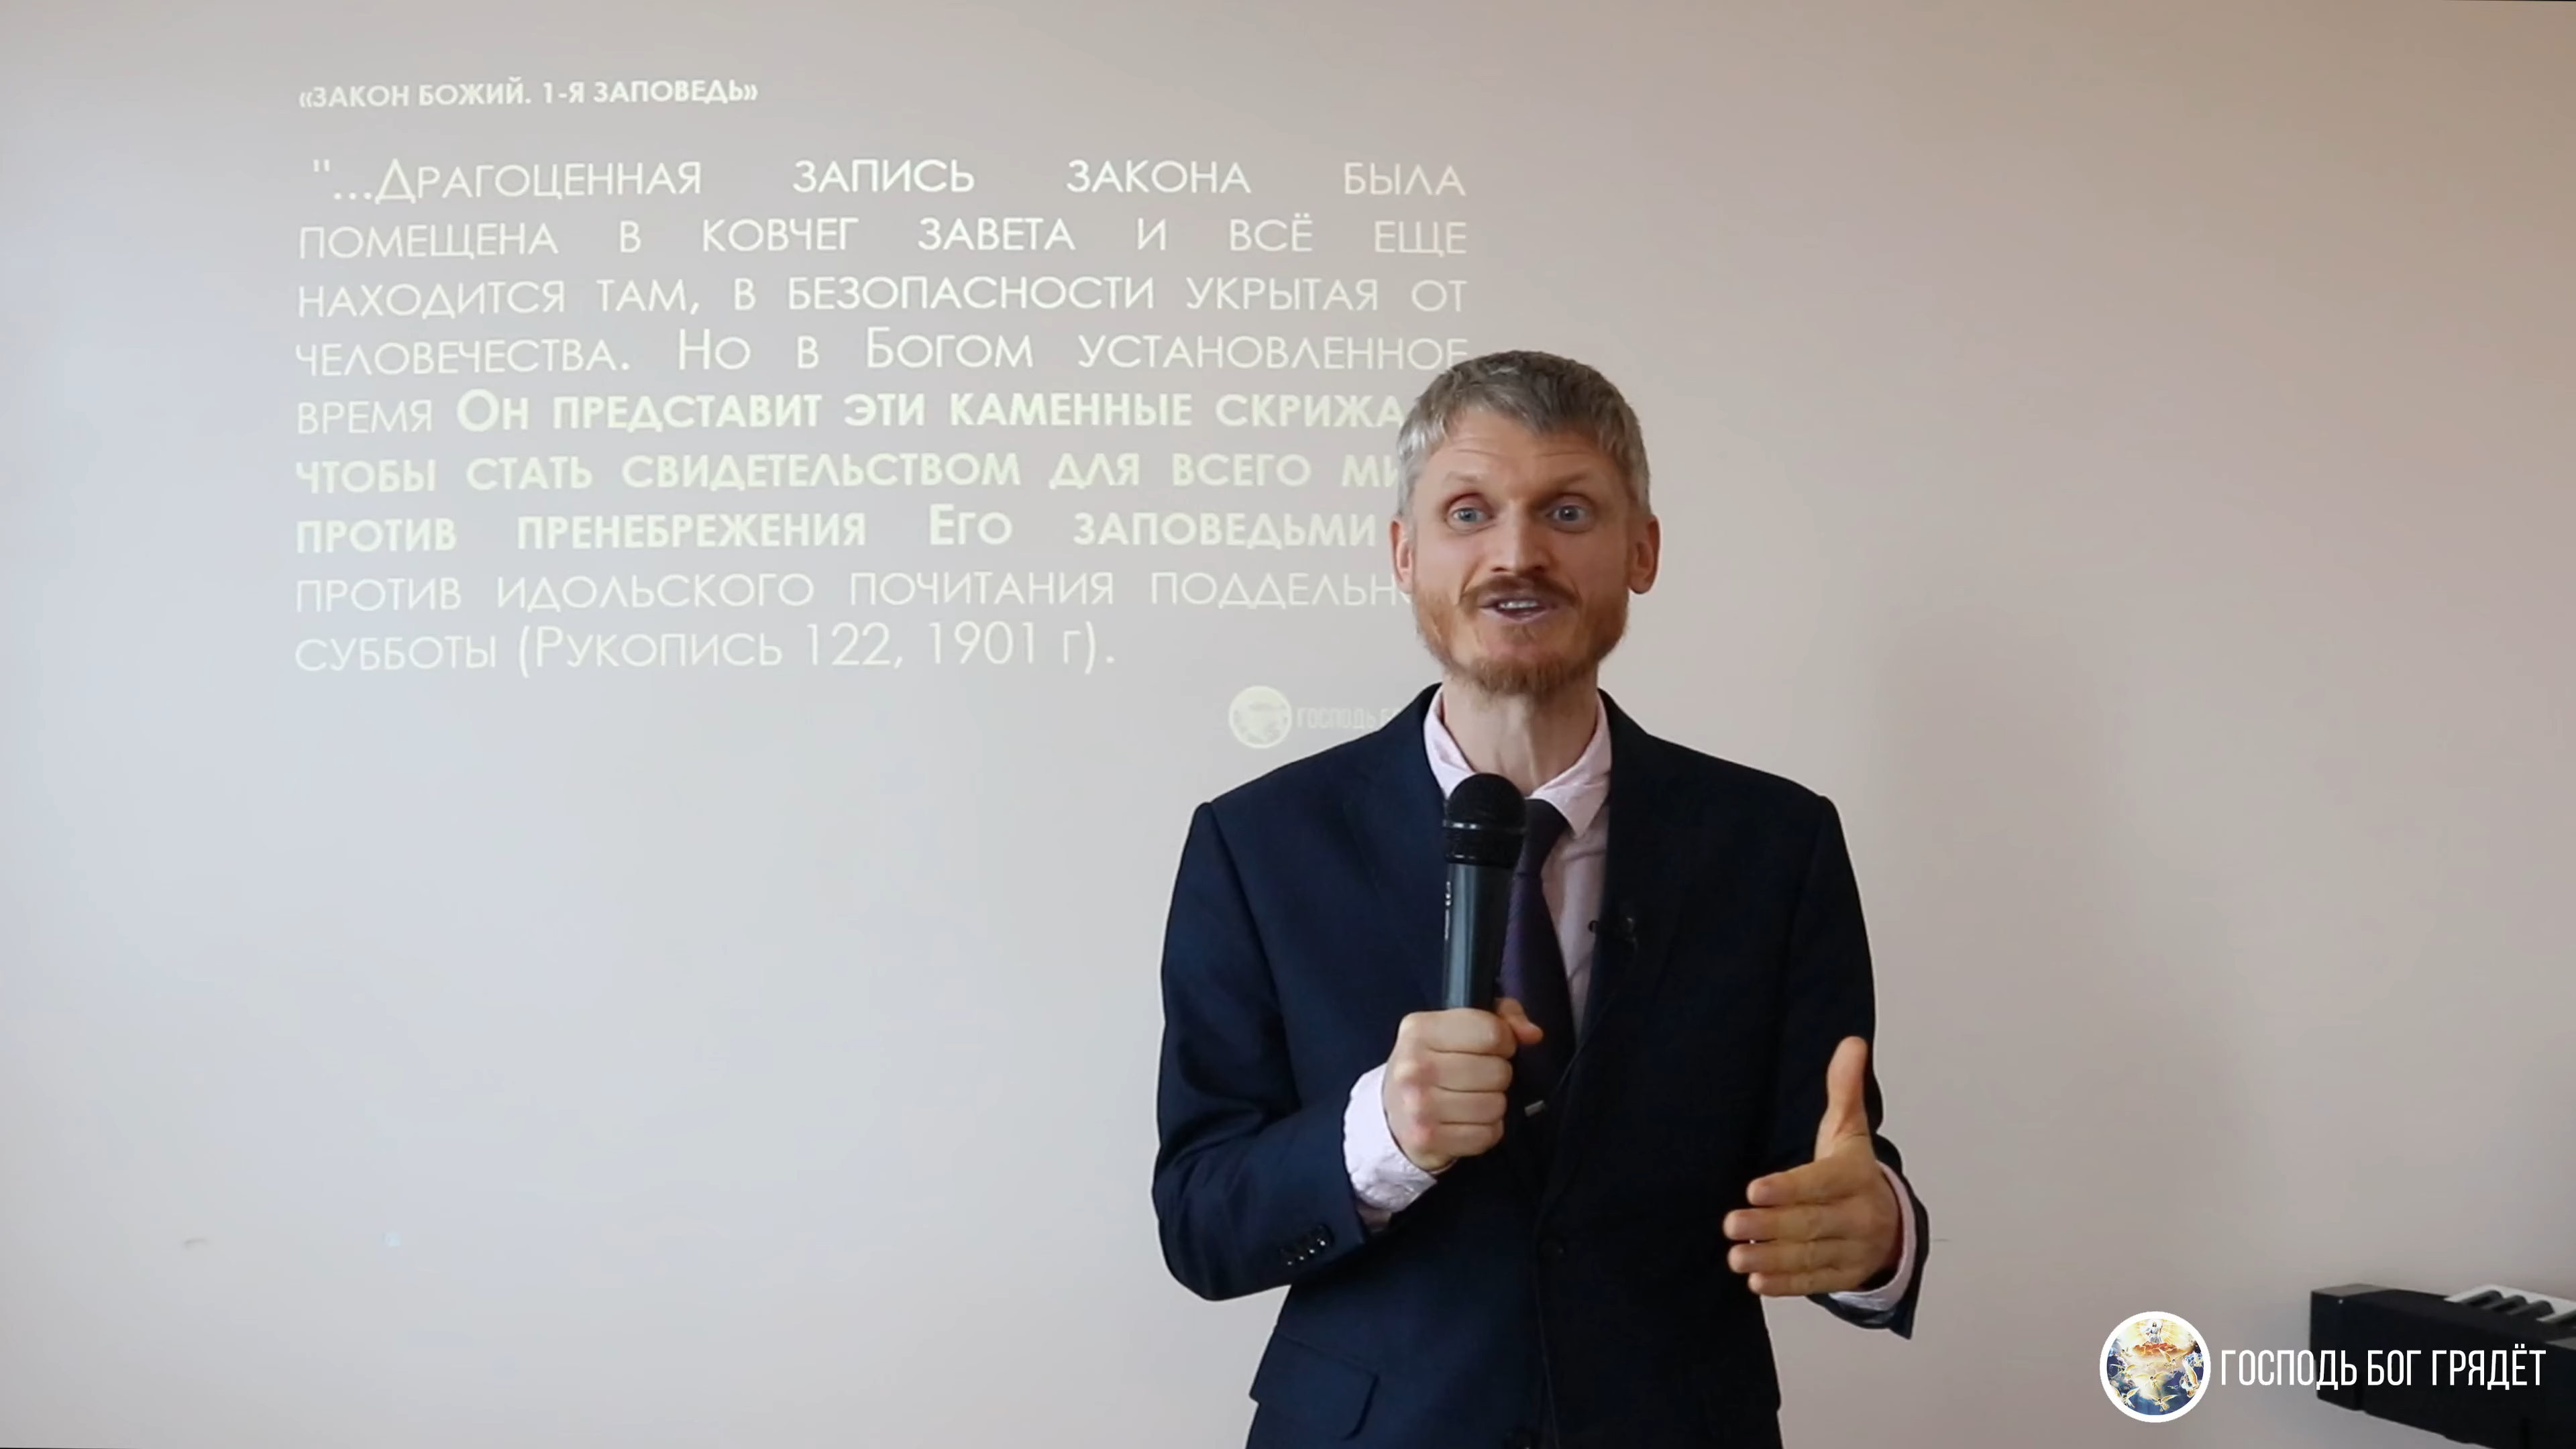 «ЗАКОН БОЖИЙ. 1-Я ЗАПОВЕДЬ»
"...ДРАГОЦЕННАЯ ЗАПИСЬ ЗАКОНА БЫЛА
ПОМЕЩЕНА В КОВЧЕГ ЗАВЕТА И ВСЁ ЕЩЕ
НАХОДИТСЯ ТАМ, В БЕЗОПАСНОСТИ УКРЫТАЯ ОТ
ЧЕЛОВЕЧЕСТВА. НО В БОГОМ УСТАНОВЛЕННОЕ
ВРЕМЯ ОН ПРЕДСТАВИТ ЭТИ КАМЕННЫЕ
ЧТОБЫ СТАТЬ СВИДЕТЕЛЬСТВОМ ДЛЯ ВСЕГО
ПРОТИВ ПРЕНЕБРЕЖЕНИЯ ЕГО ЗАПОВЕДЬМИ
ПРОТИВ ИДОЛЬСКОГО ПОЧИТАНИЯ
СУББОТЫ (РУКОПИСЬ 122, 1901 Г).
ГОСПОДЬ
ГОСПОДЬ БОГ ГРЯДЁТ